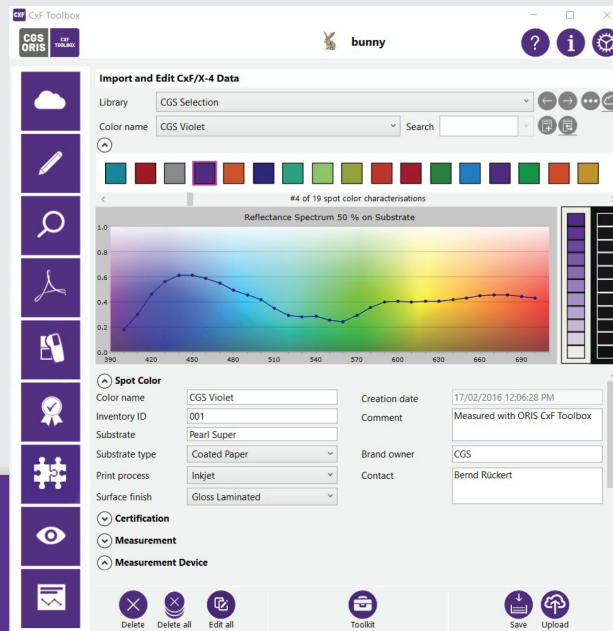 CXF CxF Toolbox
CGS ORIS CXF TOOLBOX
bunny
Import and Edit CxF/X-4 Data
Library CGS Selection
Color name CGS Violet Search
#4 of 19 spot color characterisations
Reflectance Spectrum 50 % on Substrate
1.0
0.8
0.6
0.4
0.2
0.0
390 420 450 480 510 540 570 600 630 660 690
Spot Color
Color name CGS Violet Creation date 17/02/2016 12:06:28 PM
Inventory ID 001 Comment Measured with ORIS CxF Toolbox
Substrate Pearl Super
Substrate type Coated Paper Brand owner CGS
Print process Inkjet Contact Bernd Rückert
Surface finish Gloss Laminated
Certification
Measurement
Measurement Device
Delete Delete all Edit all Toolkit Save Upload